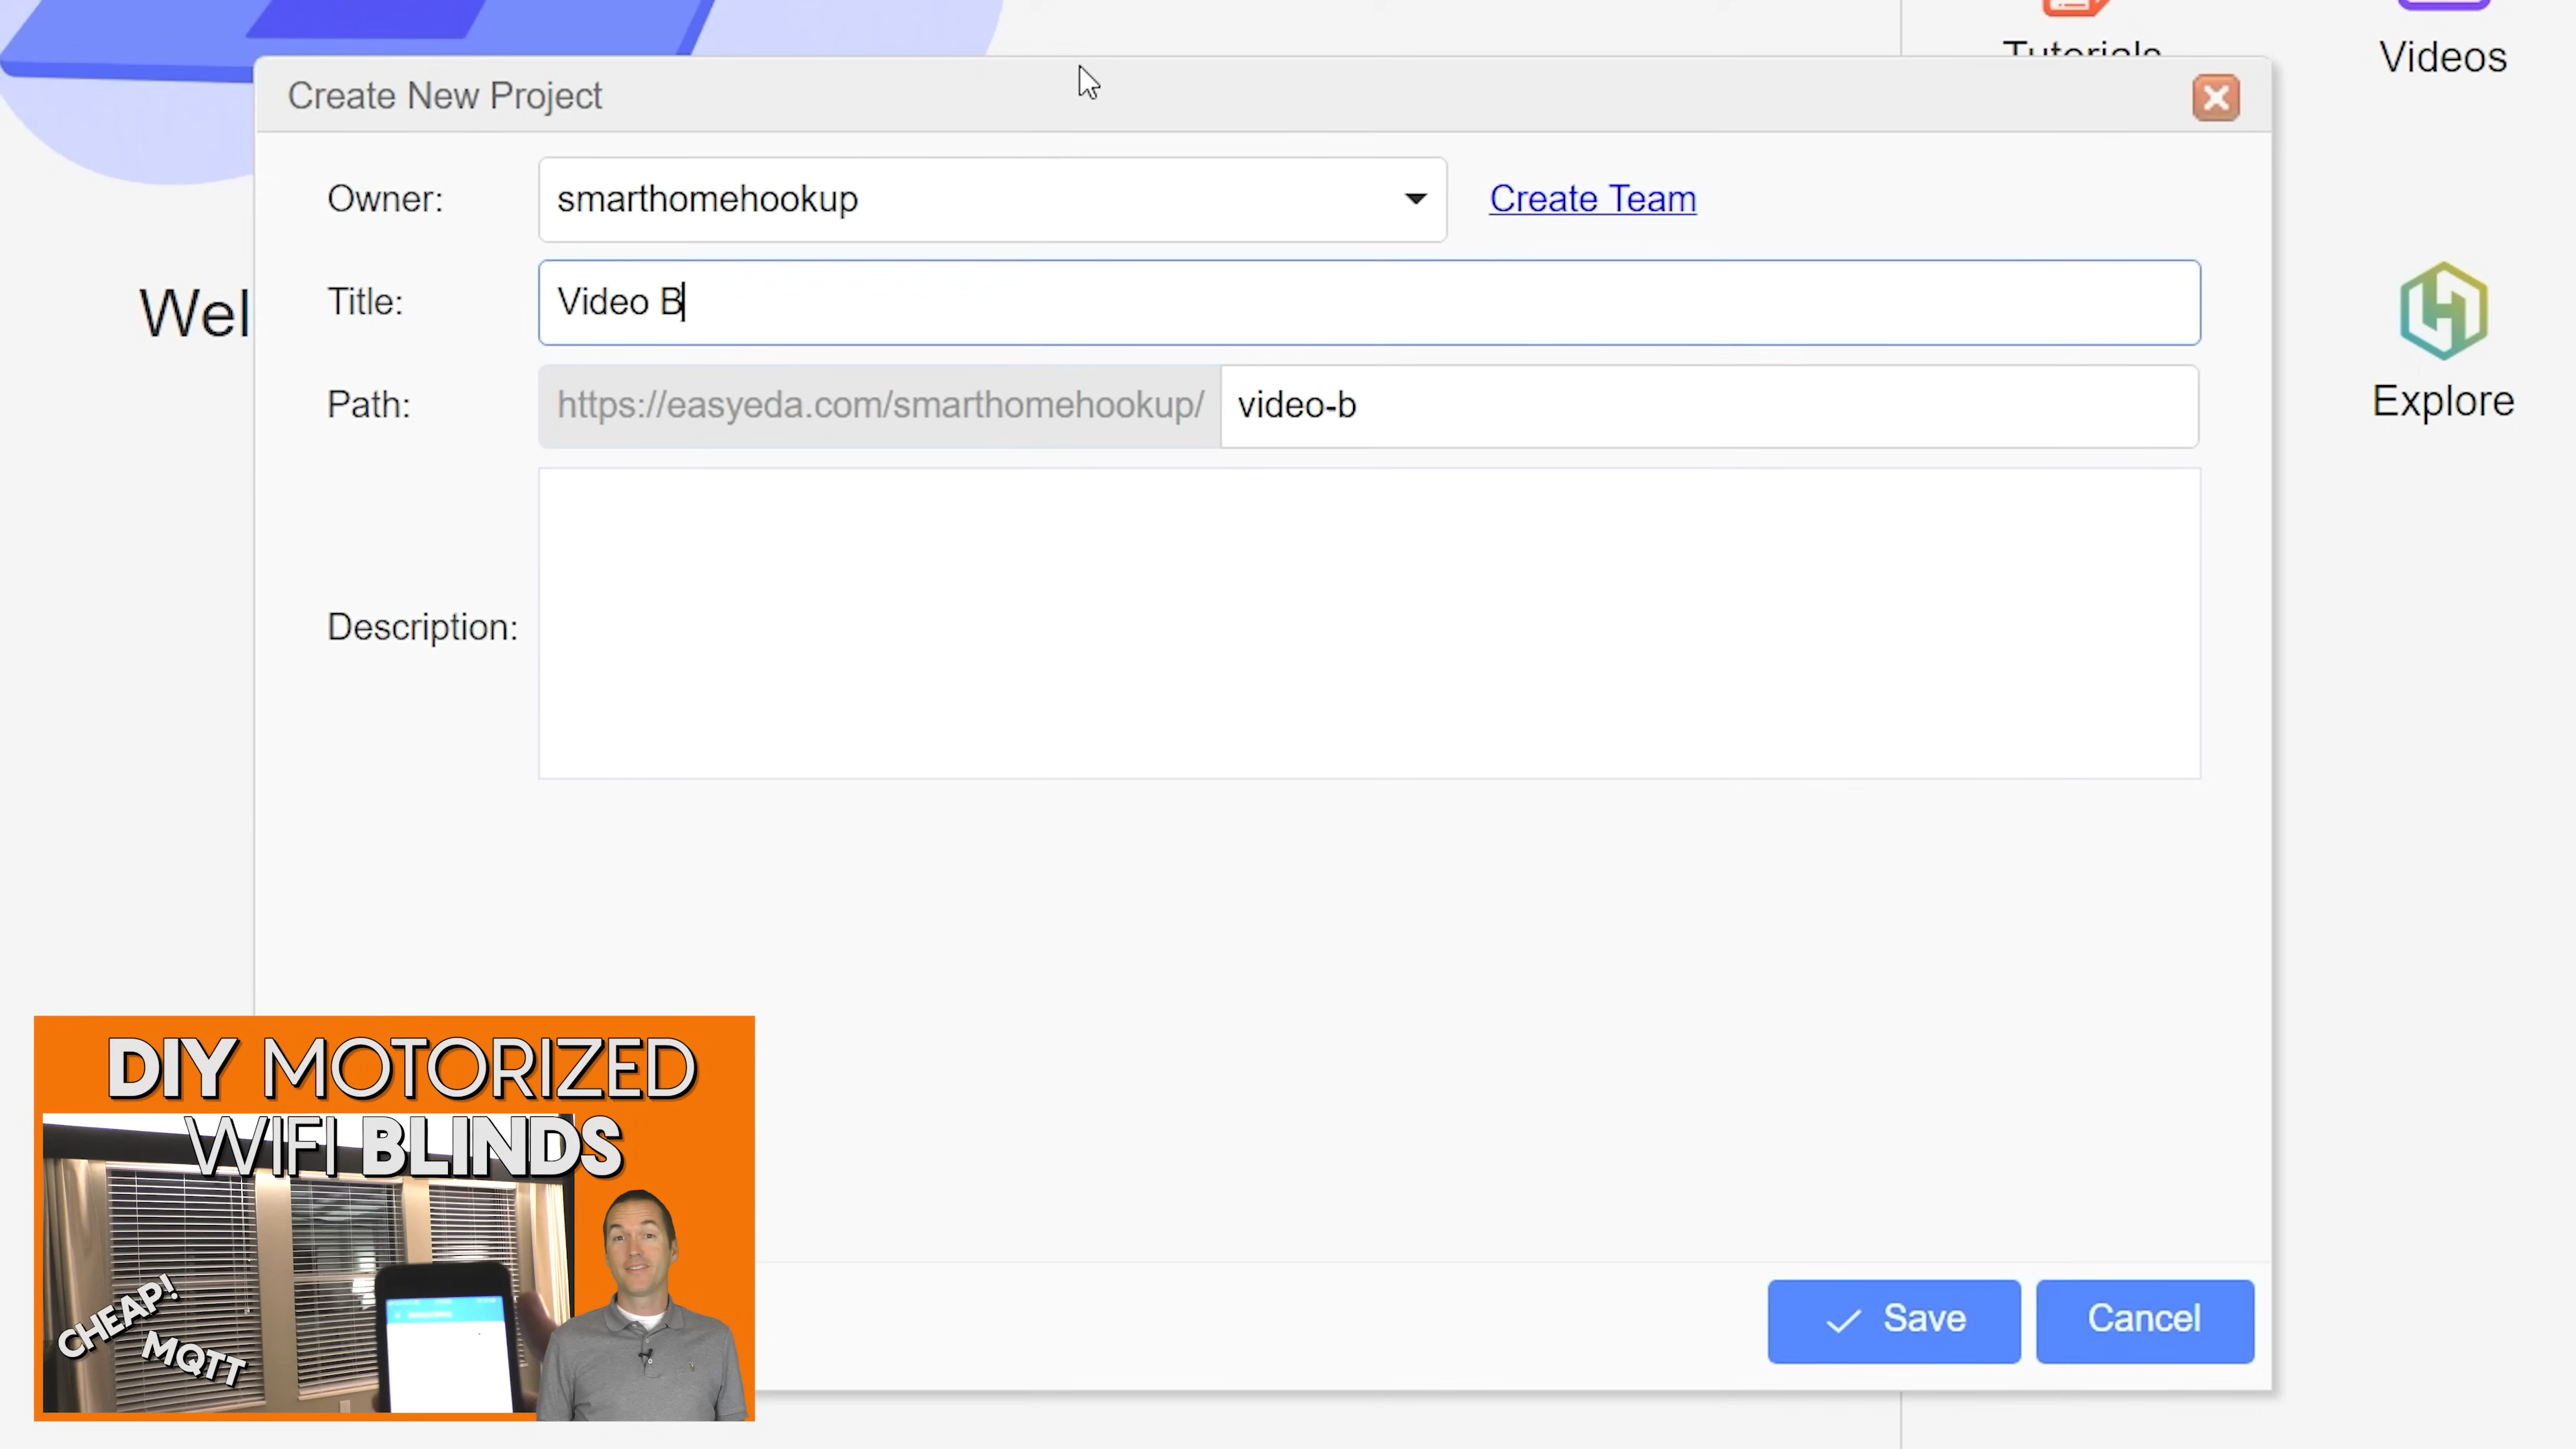 Tutorials
Videos
Create New Project
Owner:
smarthomehookup
Create Team
Title:
Video B
Wel
Path:
https://easyeda.com/smarthomehookup/
video-b
Explore
Description:
DIY MOTORIZED
WIFI BLINDS
CHEAP!
MQTT
Save
Cancel